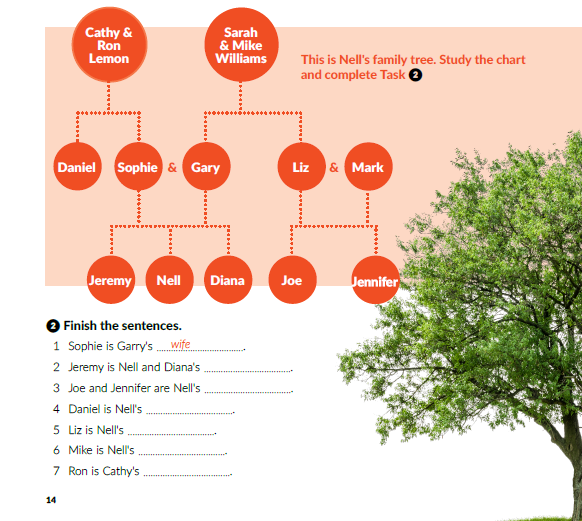 Cathy &
Ron
Lemon
Sarah
& Mike
Williams
This is Nell's family tree. Study the chart
and complete Task 2
Daniel
Sophie & Gary
Liz & Mark
Jeremy
Nell
Diana
Joe
Jennifer
2 Finish the sentences.
1 Sophie is Garry's ......wife...................
2 Jeremy is Nell and Diana's ..............................
3 Joe and Jennifer are Nell's ..............................
4 Daniel is Nell's ..............................
5 Liz is Nell's ..............................
6 Mike is Nell's ..............................
7 Ron is Cathy's ..............................
14